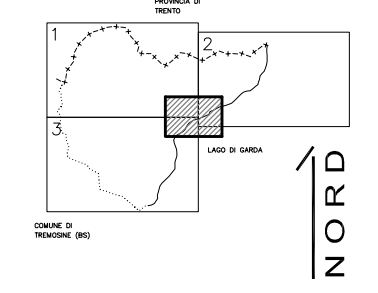 PROVINCIA DI
TRENTO
1
2
3
LAGO DI GARDA
COMUNE DI
TREMOSINE (BS)
NORD